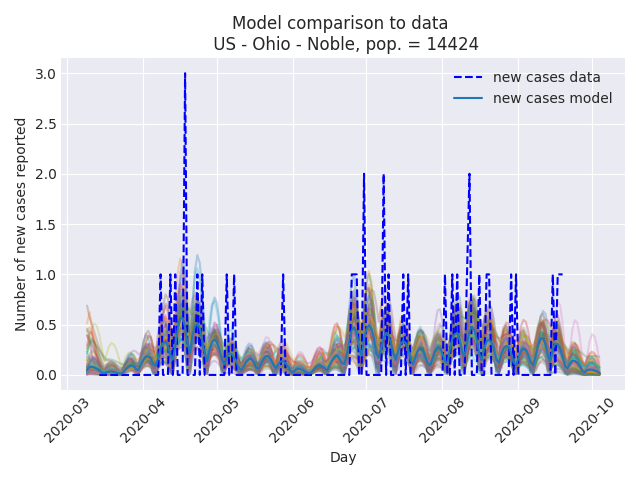 Model comparison to data
US - Ohio - Noble, pop. = 14424
new cases data
new cases model
Number of new cases reported
3.0
2.5
2.0
1.5
1.0
0.5
0.0
2020-03
2020-04
2020-05
2020-06
2020-07
2020-08
2020-09
2020-10
Day